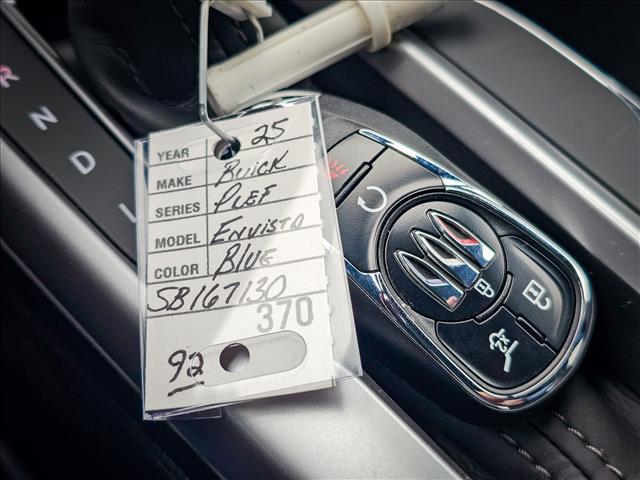 R
N
D
L
YEAR 25
MAKE BUICK
SERIES PREF
MODEL ENVISTA
COLOR BLUE
SB167130
370
92